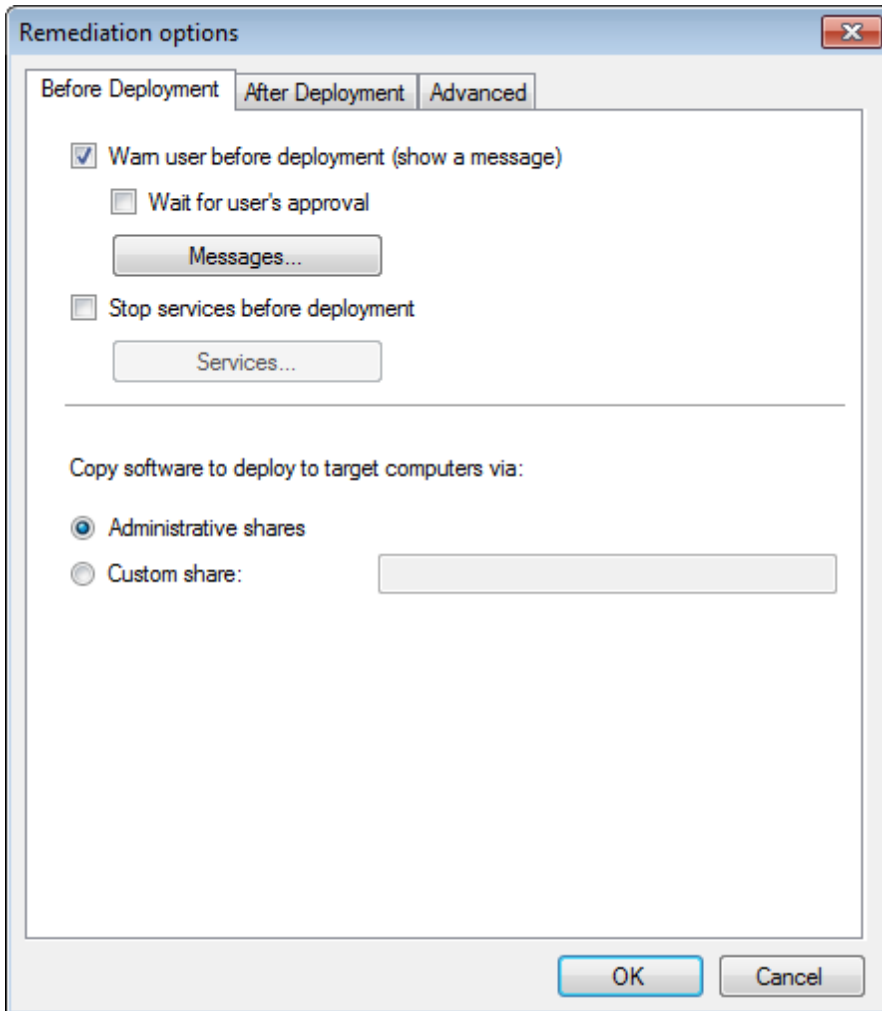 Remediation options
Before Deployment After Deployment Advanced
Warn user before deployment (show a message)
Wait for user's approval
Messages...
Stop services before deployment
Services...
Copy software to deploy to target computers via:
Administrative shares
Custom share:
OK Cancel